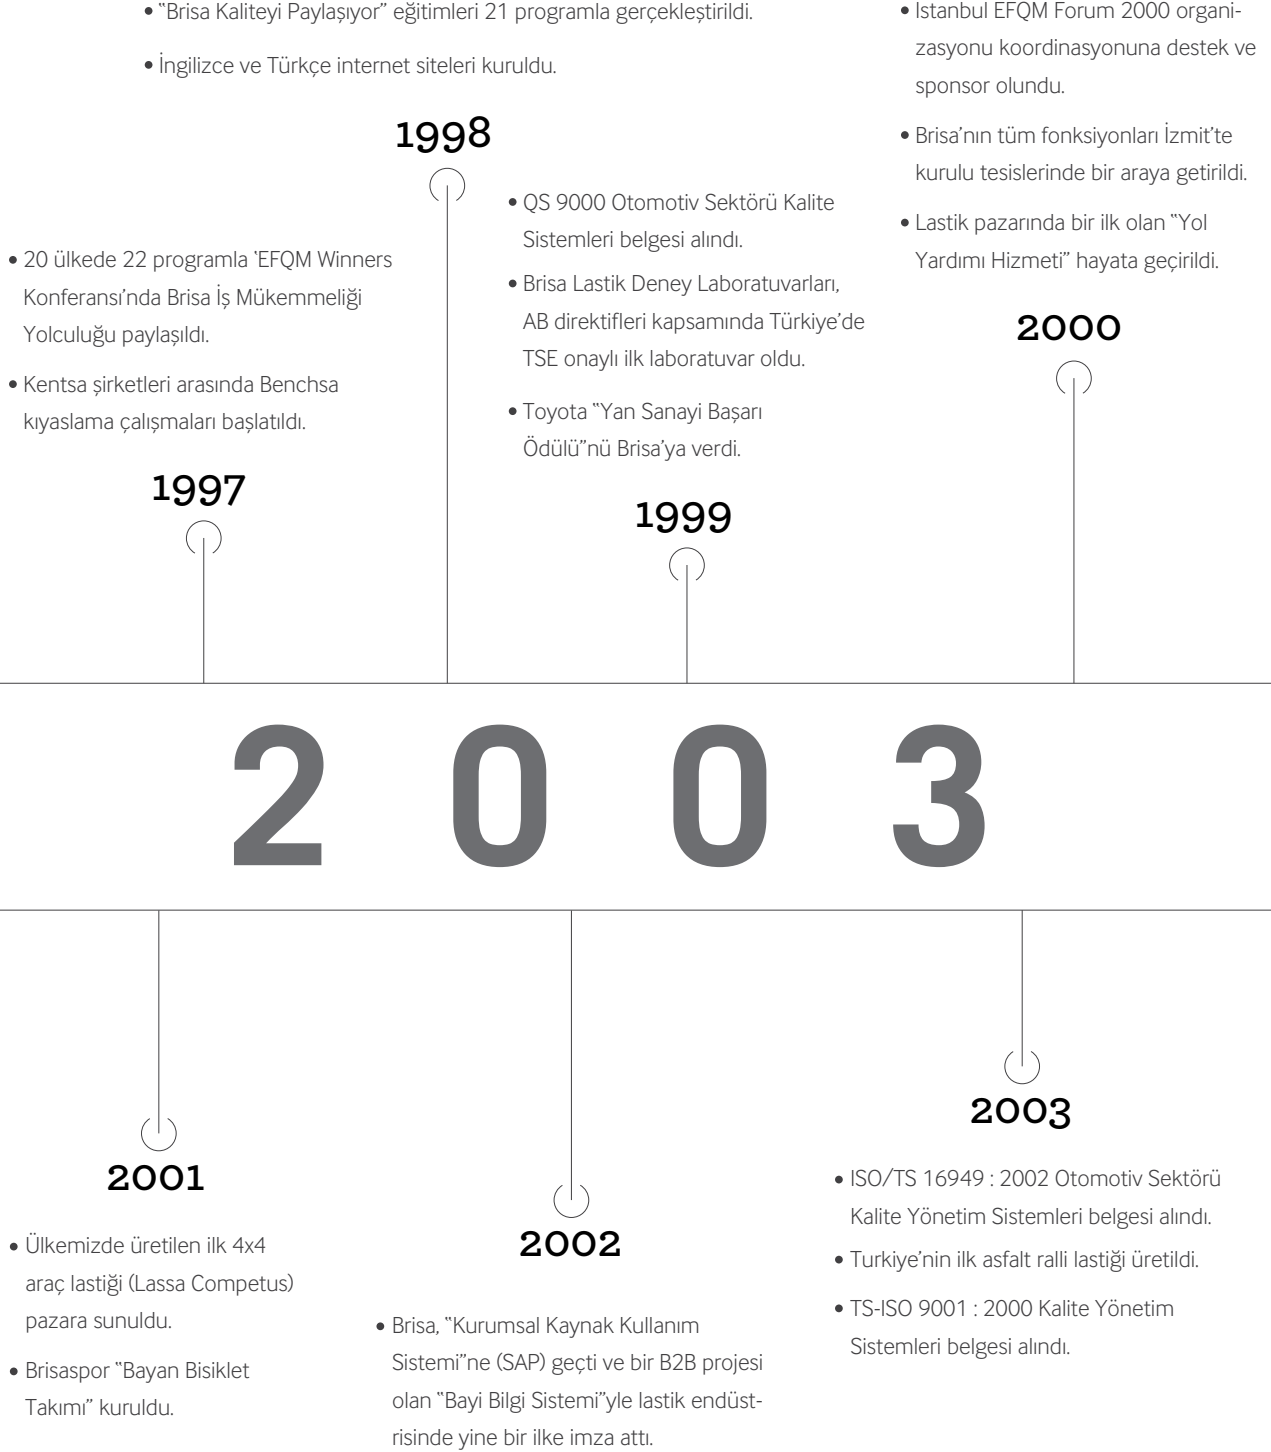 • “Brisa Kaliteyi Paylaşıyor” eğitimleri 21 programla gerçekleştirildi.
• İngilizce ve Türkçe internet siteleri kuruldu.
1998
• 20 ülkede 22 programla ‘EFQM Winners
Konferansı’nda Brisa İş Mükemmeliği
Yolculuğu paylaşıldı.
• Kentsa şirketleri arasında Benchsa
kıyaslama çalışmaları başlatıldı.
1997
• QS 9000 Otomotiv Sektörü Kalite
Sistemleri belgesi alındı.
• Brisa Lastik Deney Laboratuvarları,
AB direktifleri kapsamında Türkiye’de
TSE onaylı ilk laboratuvar oldu.
• Toyota “Yan Sanayi Başarı
Ödülü”nü Brisa’ya verdi.
1999
• İstanbul EFQM Forum 2000 organi-
zasyonu koordinasyonuna destek ve
sponsor olundu.
• Brisa’nın tüm fonksiyonları İzmit’te
kurulu tesislerinde bir araya getirildi.
• Lastik pazarında bir ilk olan “Yol
Yardımı Hizmeti” hayata geçirildi.
2000
2003
2001
• Ülkemizde üretilen ilk 4x4
araç lastiği (Lassa Competus)
pazara sunuldu.
• Brisaspor “Bayan Bisiklet
Takımı” kuruldu.
2002
• Brisa, “Kurumsal Kaynak Kullanım
Sistemi”ne (SAP) geçti ve bir B2B projesi
olan “Bayi Bilgi Sistemi”yle lastik endüst-
risinde yine bir ilke imza attı.
2003
• ISO/TS 16949 : 2002 Otomotiv Sektörü
Kalite Yönetim Sistemleri belgesi alındı.
• Turkiye’nin ilk asfalt ralli lastiği üretildi.
• TS-ISO 9001 : 2000 Kalite Yönetim
Sistemleri belgesi alındı.